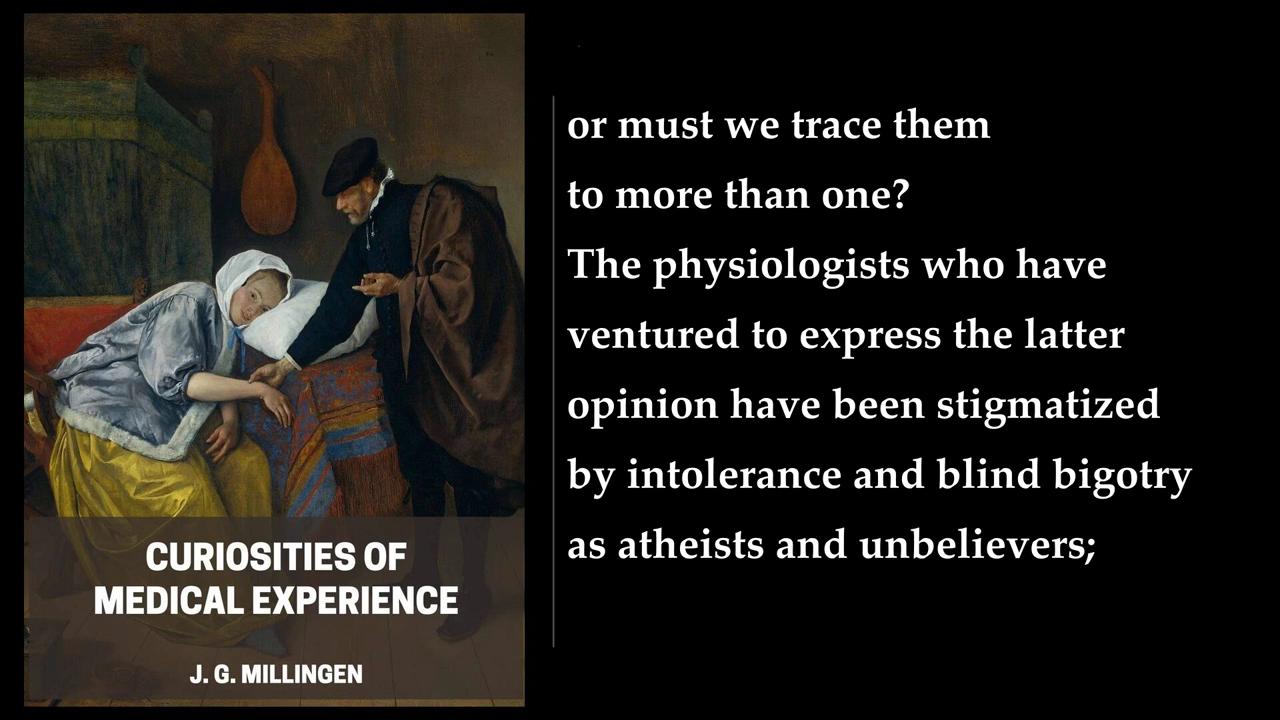 CURIOSITIES OF
MEDICAL EXPERIENCE
J. G. MILLINGEN
or must we trace them
to more than one?
The physiologists who have
ventured to express the latter
opinion have been stigmatized
by intolerance and blind bigotry
as atheists and unbelievers;